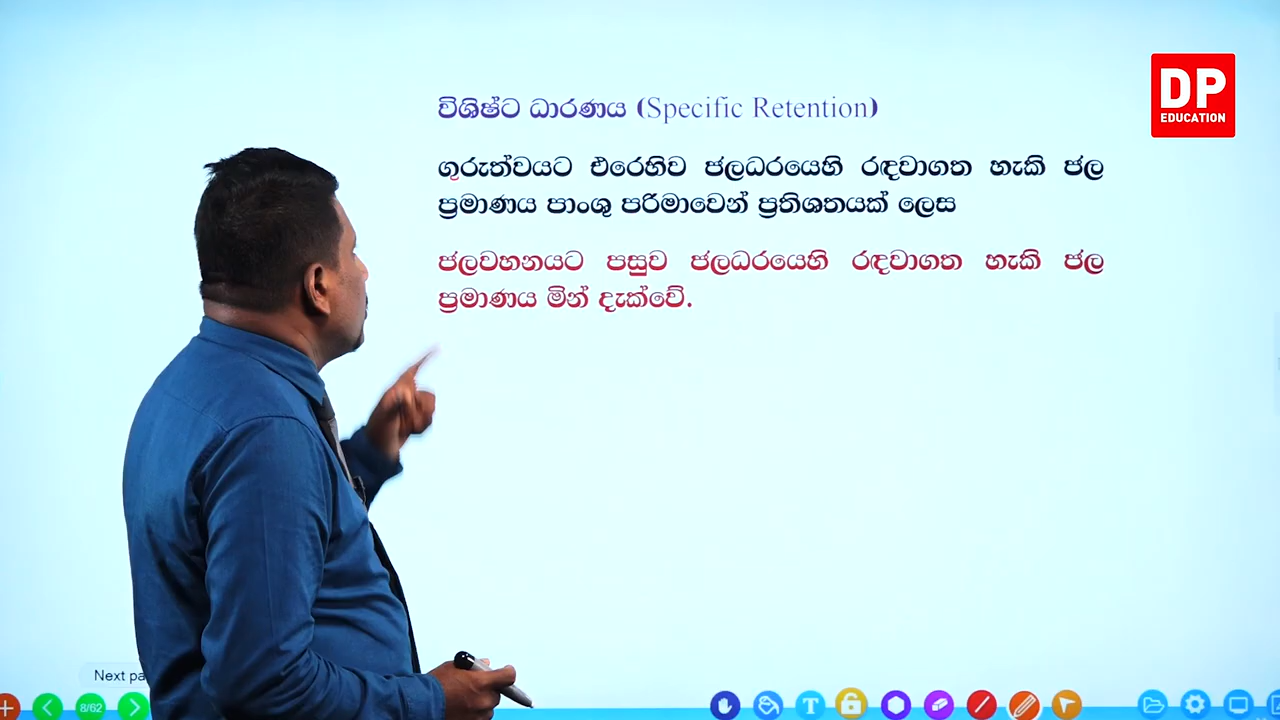 විශිෂ්ට ධාරණය (Specific Retention)
DP
EDUCATION
ගුරුත්වයට එරෙහිව ජලධරයෙහි රඳවාගත හැකි ජල
ප්‍රමාණය පාංශු පරිමාවෙන් ප්‍රතිශතයක් ලෙස
ජලවහනයට පසුව ජලධරයෙහි රඳවාගත හැකි ජල
ප්‍රමාණය මින් දැක්වේ.
Next pa
8/62
T